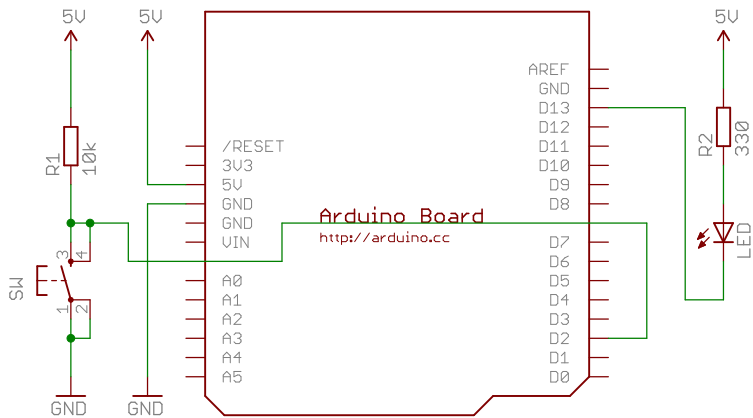 5V
5V
5V
AREF
GND
D13
D12
D11
D10
D9
D8
D7
D6
D5
D4
D3
D2
D1
D0
/RESET
3V3
5V
GND
GND
VIN
A0
A1
A2
A3
A4
A5
Arduino Board
http://arduino.cc
R1
10k
R2
330
LED
SW
3
4
1
2
GND
GND